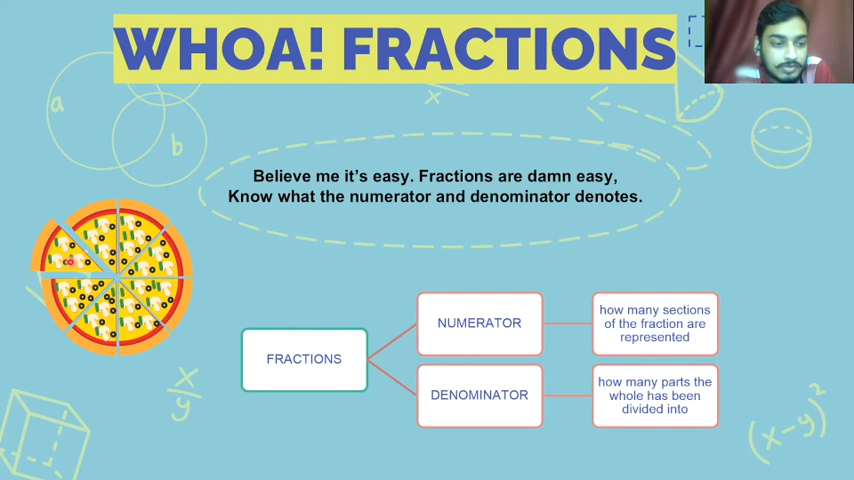 WHOA! FRACTIONS
a
b
x
Believe me it's easy. Fractions are damn easy,
Know what the numerator and denominator denotes.
NUMERATOR
how many sections
of the fraction are
represented
FRACTIONS
DENOMINATOR
how many parts the
whole has been
divided into
x
y
(x-y)²